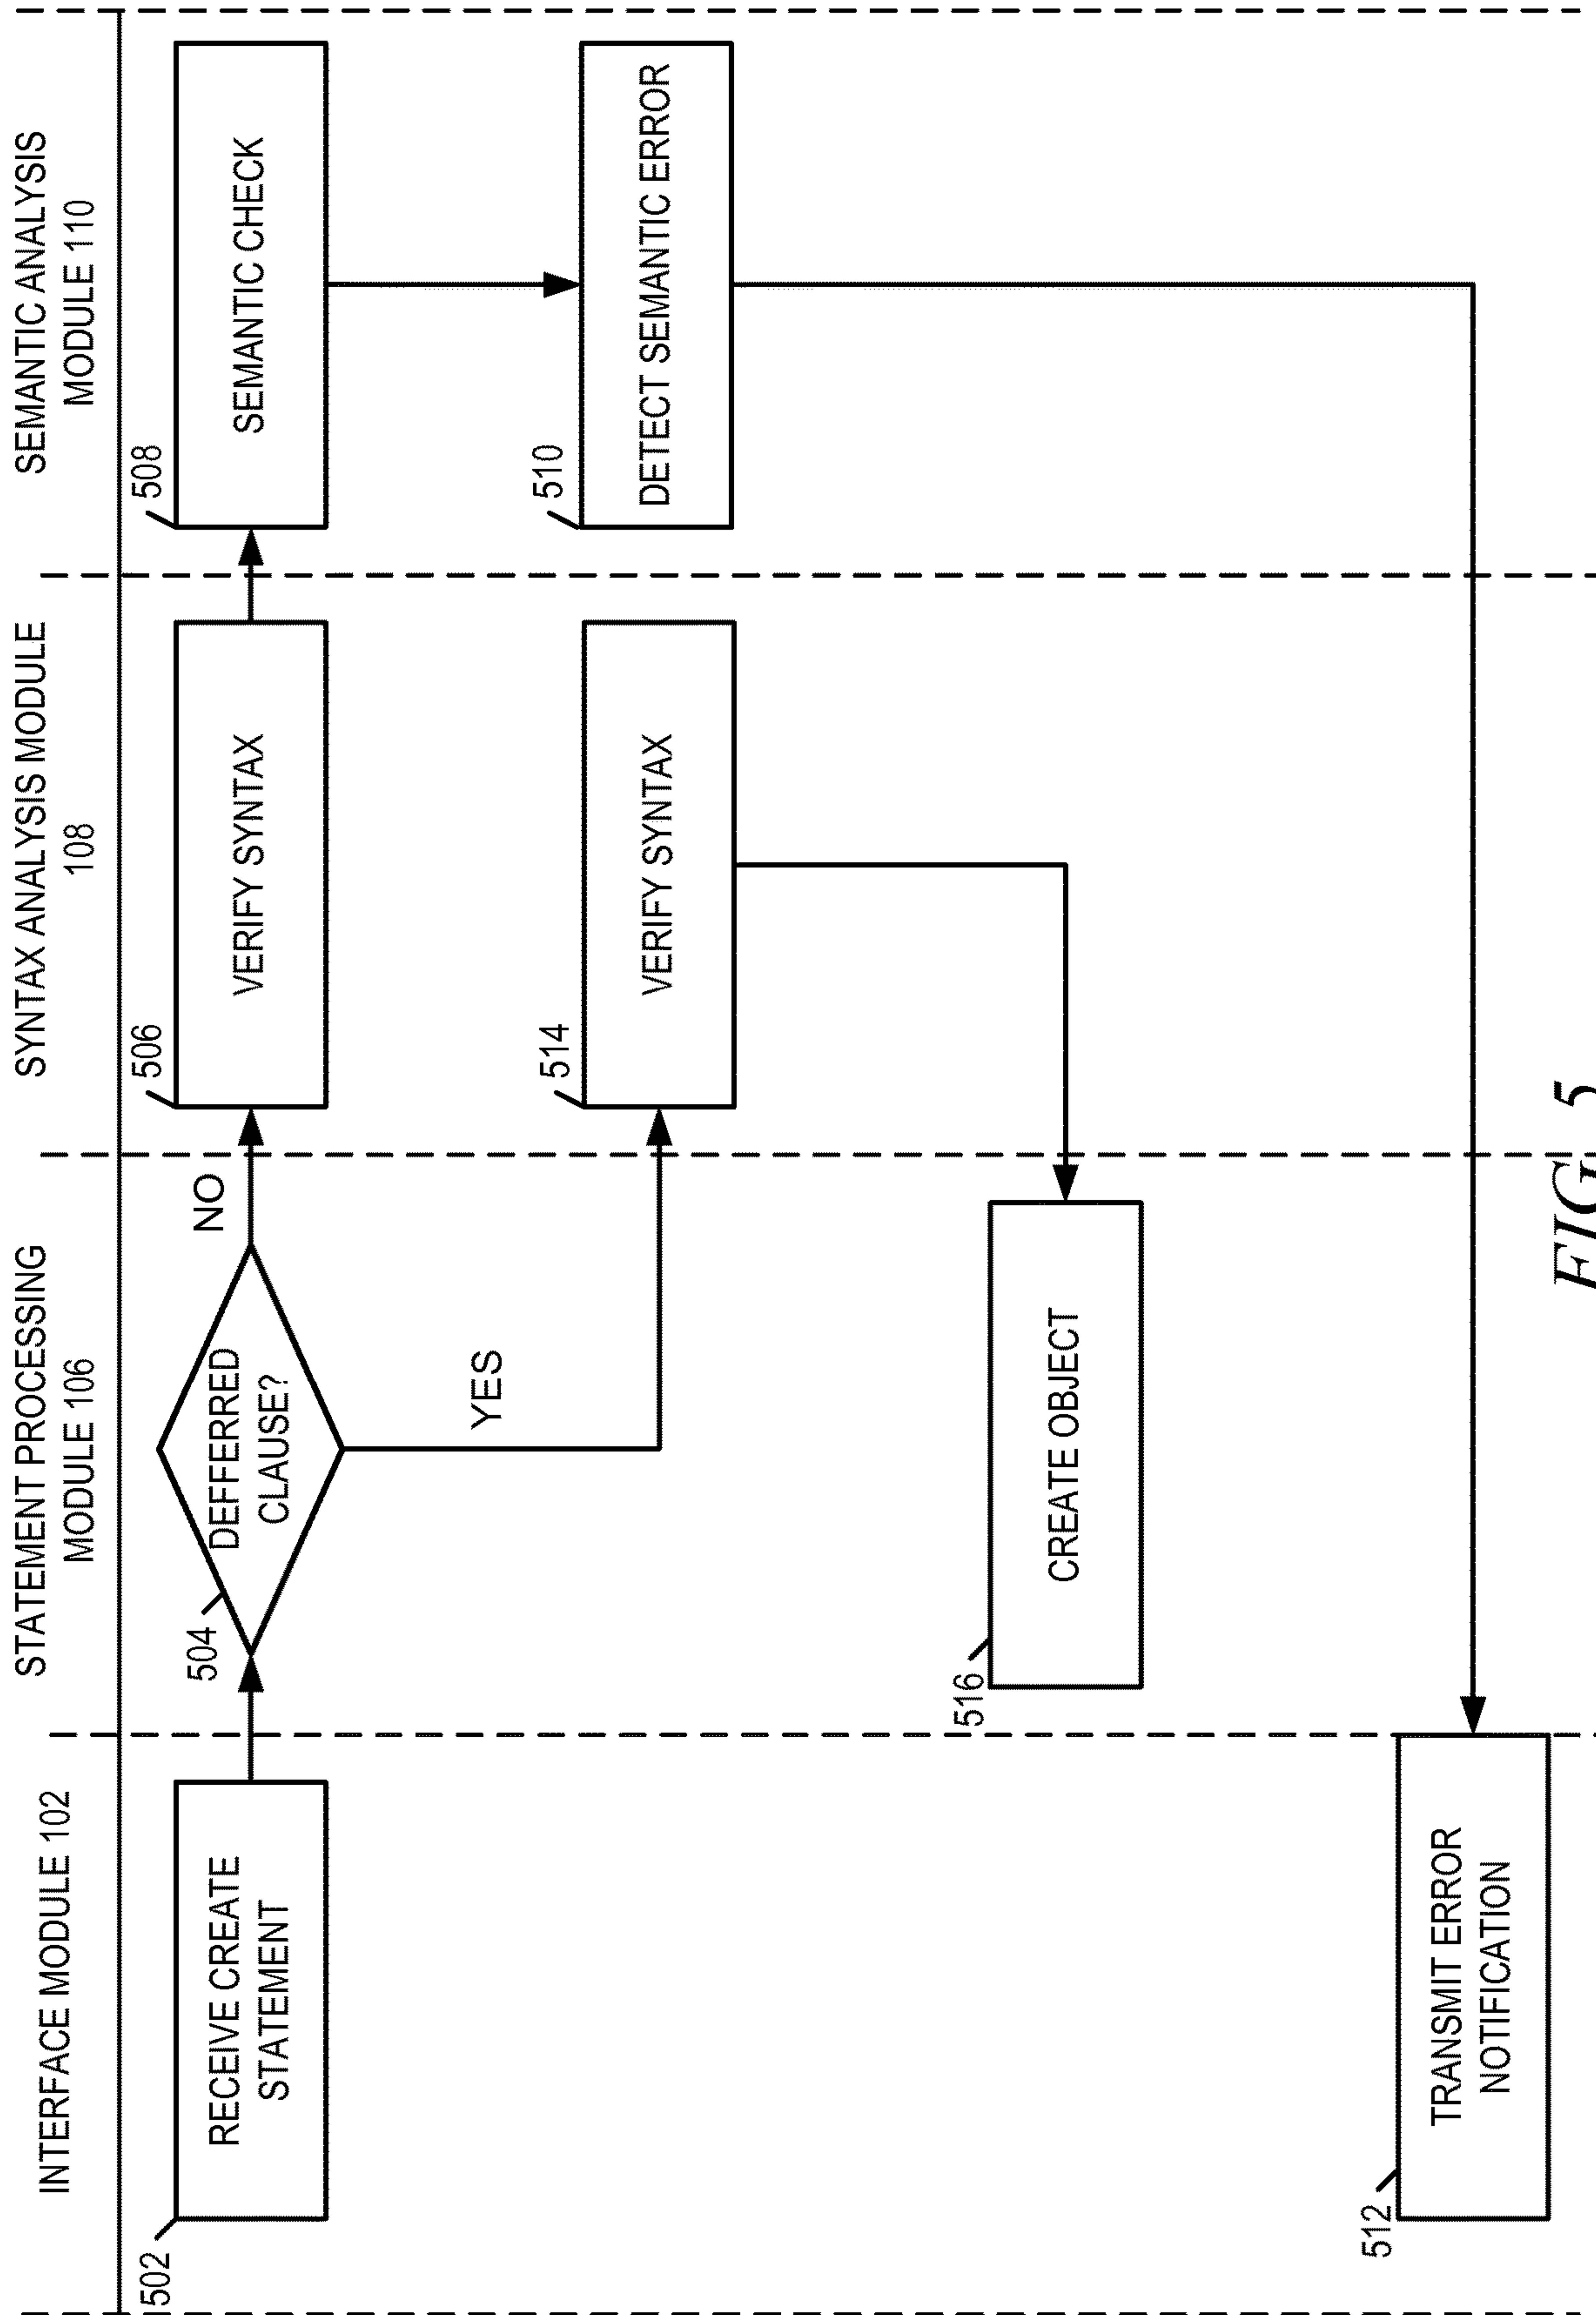 INTERFACE MODULE 102
STATEMENT PROCESSING
MODULE 106
SYNTAX ANALYSIS MODULE
108
SEMANTIC ANALYSIS
MODULE 110
502
RECEIVE CREATE
STATEMENT
504
DEFFERRED
CLAUSE?
NO
YES
506
VERIFY SYNTAX
508
SEMANTIC CHECK
514
VERIFY SYNTAX
510
DETECT SEMANTIC ERROR
516
CREATE OBJECT
512
TRANSMIT ERROR
NOTIFICATION
FIG. 5